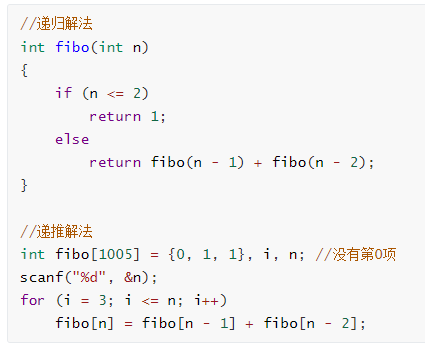 //递归解法
int fibo(int n)
{
    if (n <= 2)
        return 1;
    else
        return fibo(n - 1) + fibo(n - 2);
}

//递推解法
int fibo[1005] = {0, 1, 1}, i, n; //没有第0项
scanf("%d", &n);
for (i = 3; i <= n; i++)
    fibo[n] = fibo[n - 1] + fibo[n - 2];